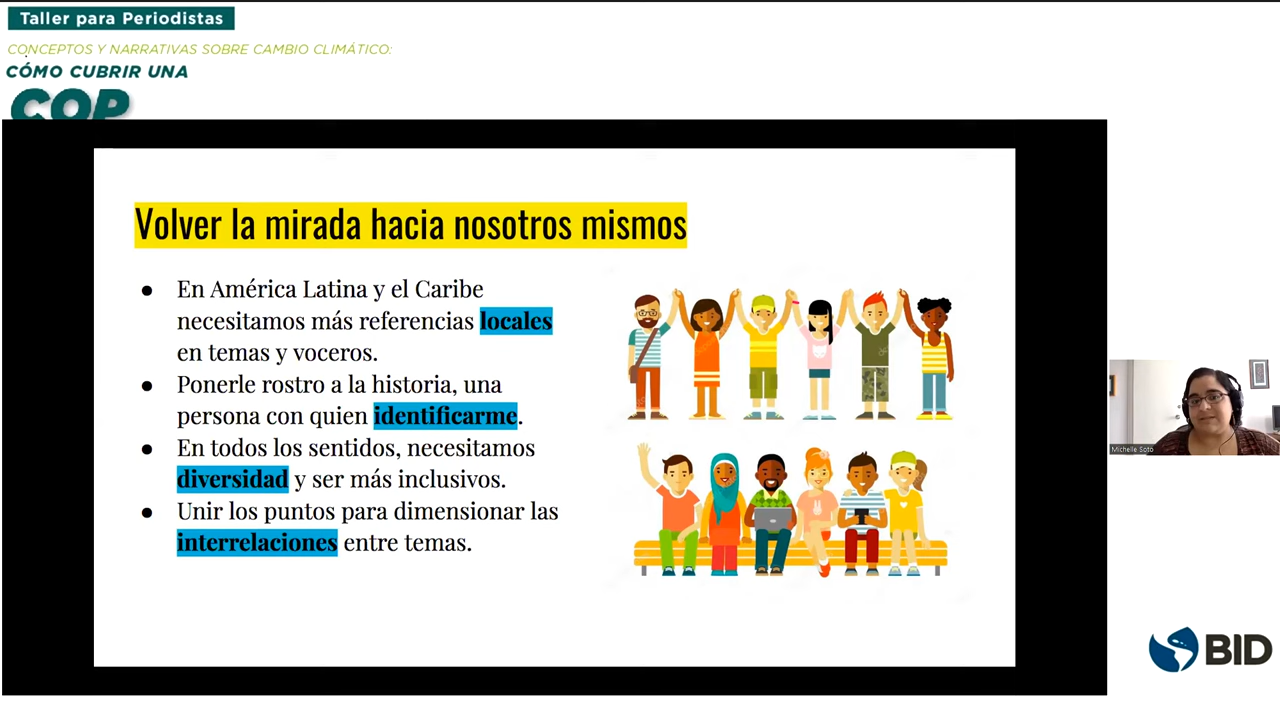 Taller para Periodistas
CONCEPTOS Y NARRATIVAS SOBRE CAMBIO CLIMÁTICO:
CÓMO CUBRIR UNA
COP
Volver la mirada hacia nosotros mismos
● En América Latina y el Caribe
necesitamos más referencias locales
en temas y voceros.
● Ponerle rostro a la historia, una
persona con quien identificarme.
● En todos los sentidos, necesitamos
diversidad y ser más inclusivos.
● Unir los puntos para dimensionar las
interrelaciones entre temas.
Michelle Soto
BID